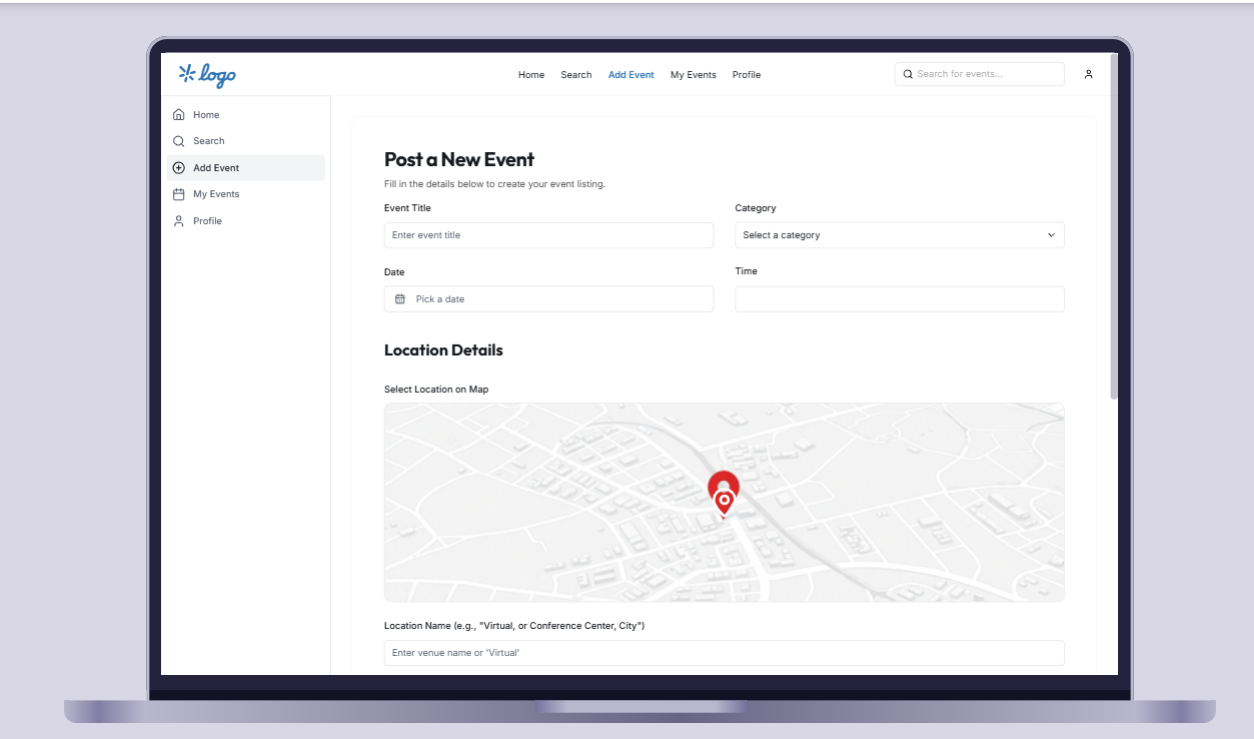 logo
Home Search Add Event My Events Profile
Search for events...
Home
Search
Add Event
My Events
Profile
Post a New Event
Fill in the details below to create your event listing.
Event Title
Category
Enter event title
Select a category
Date
Time
Pick a date
Location Details
Select Location on Map
Location Name (e.g., "Virtual, or Conference Center, City")
Enter venue name or 'Virtual'